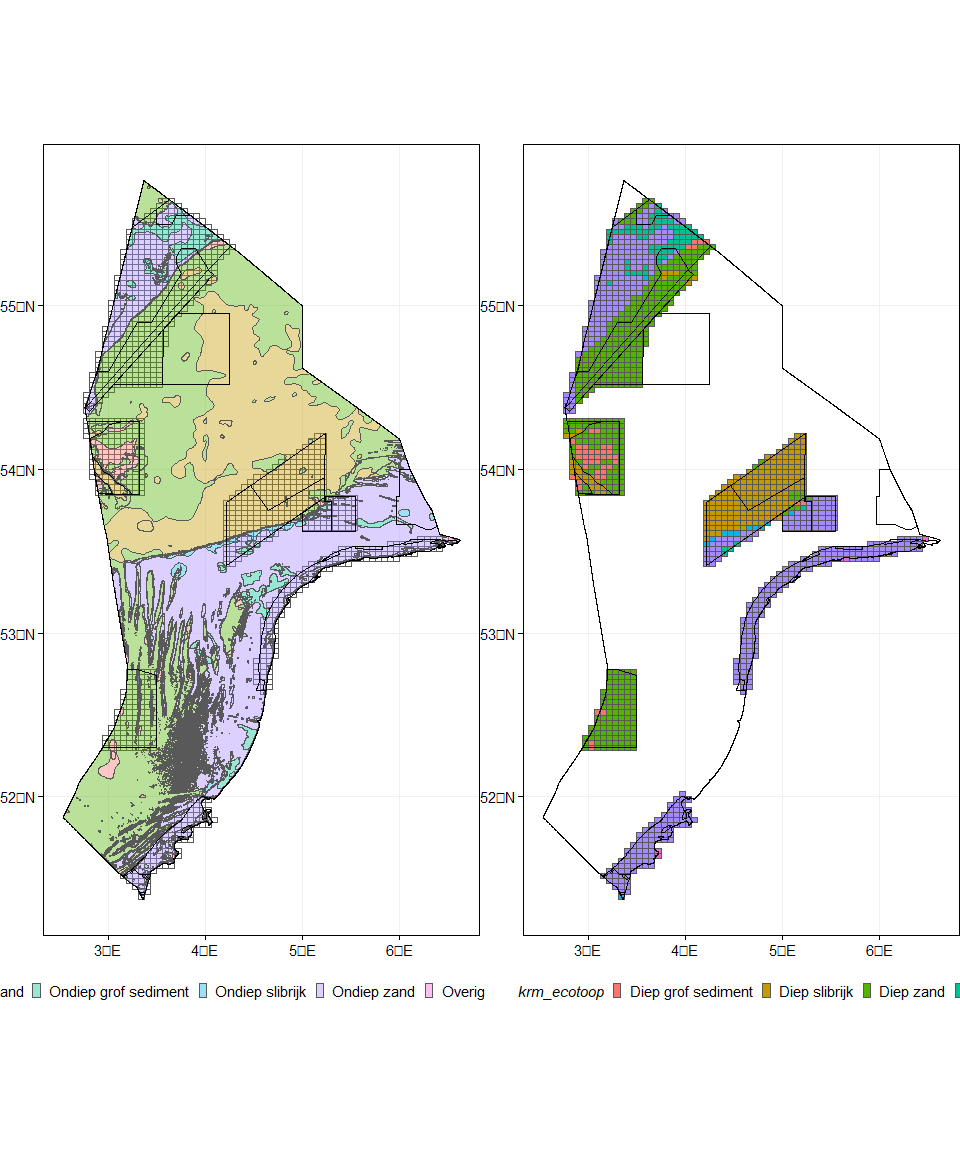 55□N
54□N
53□N
52□N
3□E 4□E 5□E 6□E
55□N
54□N
53□N
52□N
3□E 4□E 5□E 6□E
and Ondiep grof sediment Ondiep slibrijk Ondiep zand Overig
krm_ecotoop Diep grof sediment Diep slibrijk Diep zand